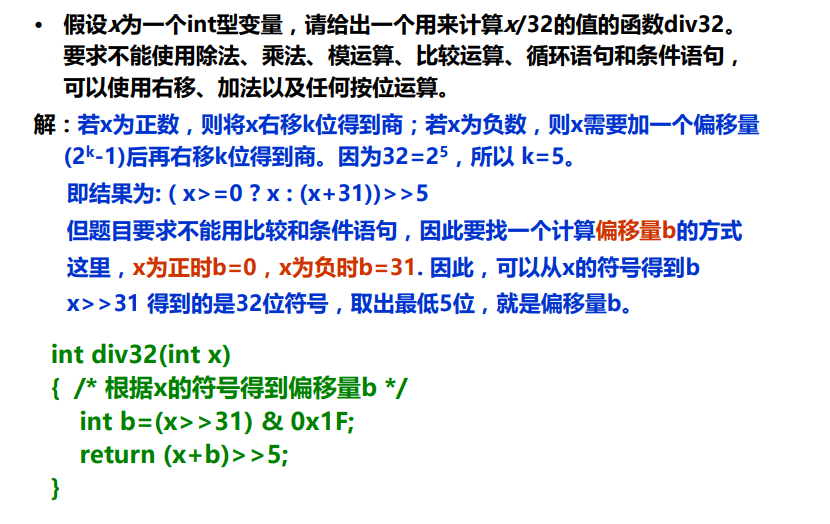 • 假设x为一个int型变量，请给出一个用来计算x/32的值的函数div32。
要求不能使用除法、乘法、模运算、比较运算、循环语句和条件语句，
可以使用右移、加法以及任何按位运算。
解：若x为正数，则将x右移k位得到商；若x为负数，则x需要加一个偏移量
(2ᵏ-1)后再右移k位得到商。因为32=2⁵，所以 k=5。
即结果为: ( x>=0 ? x : (x+31))>>5
但题目要求不能用比较和条件语句，因此要找一个计算偏移量b的方式
这里，x为正时b=0，x为负时b=31. 因此，可以从x的符号得到b
x>>31 得到的是32位符号，取出最低5位，就是偏移量b。
int div32(int x)
{ /* 根据x的符号得到偏移量b */
int b=(x>>31) & 0x1F;
return (x+b)>>5;
}